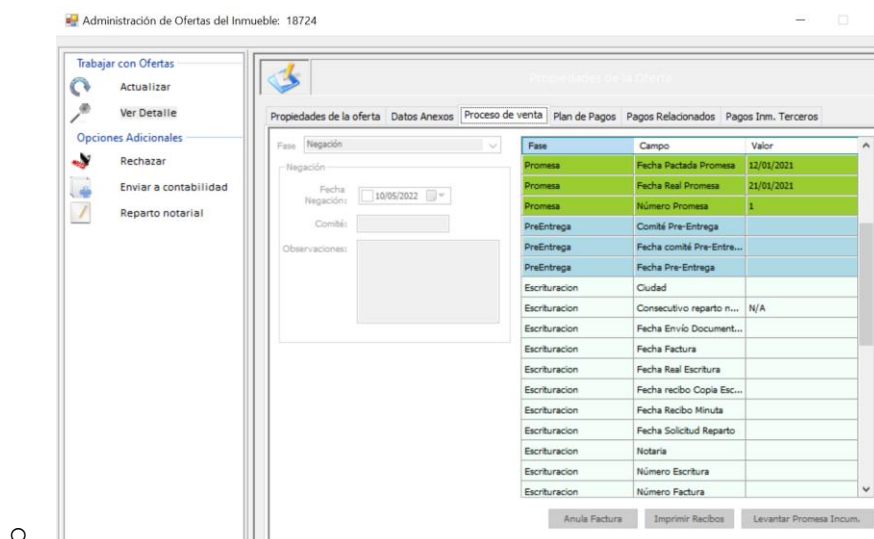 Administración de Ofertas del Inmueble: 18724
Trabajar con Ofertas
Actualizar
Ver Detalle
Opciones Adicionales
Rechazar
Enviar a contabilidad
Reparto notarial
Propiedades de la Oferta
Propiedades de la oferta Datos Anexos Proceso de venta Plan de Pagos Pagos Relacionados Pagos Inm. Terceros
Fase Negación
Negación
Fecha Negación: 10/05/2022
Comité:
Observaciones:
Fase Campo Valor
Promesa Fecha Pactada Promesa 12/01/2021
Promesa Fecha Real Promesa 21/01/2021
Promesa Número Promesa 1
PreEntrega Comité Pre-Entrega
PreEntrega Fecha comité Pre-Entre...
PreEntrega Fecha Pre-Entrega
Escrituracion Ciudad
Escrituracion Consecutivo reparto n... N/A
Escrituracion Fecha Envío Document...
Escrituracion Fecha Factura
Escrituracion Fecha Real Escritura
Escrituracion Fecha recibo Copia Esc...
Escrituracion Fecha Recibo Minuta
Escrituracion Fecha Solicitud Reparto
Escrituracion Notaria
Escrituracion Número Escritura
Escrituracion Número Factura
Anula Factura Imprimir Recibos Levantar Promesa Incum.